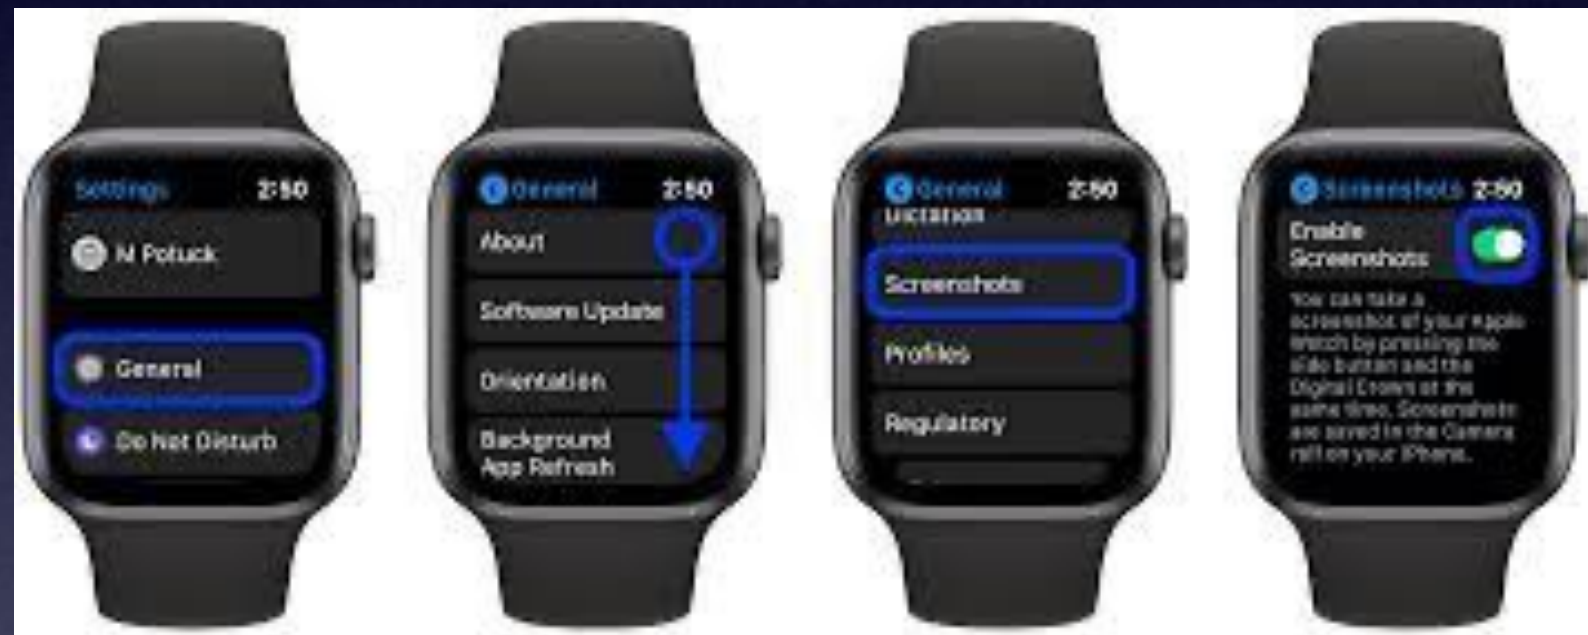 Settings 2:50
M Potuck
General
Do Not Disturb
General 2:50
About
Software Update
Orientation
Background
App Refresh
General 2:50
Dictation
Screenshots
Profiles
Regulatory
Screenshots 2:50
Enable
Screenshots
You can take a
screenshot of your Apple
Watch by pressing the
side button and the
Digital Crown at the
same time. Screenshots
are saved in the Camera
roll on your iPhone.